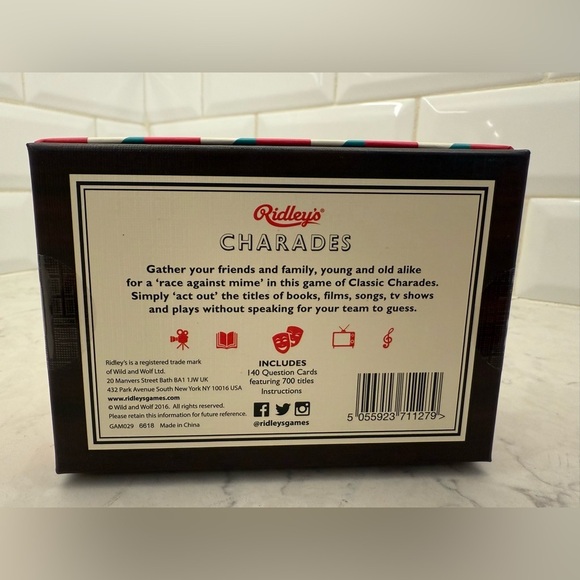 Ridley's®
CHARADES
Gather your friends and family, young and old alike
for a 'race against mime' in this game of Classic Charades.
Simply 'act out' the titles of books, films, songs, tv shows
and plays without speaking for your team to guess.
Ridley's is a registered trade mark
of Wild and Wolf Ltd.
20 Manvers Street Bath BA1 1JW UK
432 Park Avenue South New York NY 10016 USA
www.ridleysgames.com
© Wild and Wolf 2016. All rights reserved.
Please retain this information for future reference.
GAM029 6618 Made in China
INCLUDES
140 Question Cards
featuring 700 titles
Instructions
@ridleysgames
5 055923 711279 >